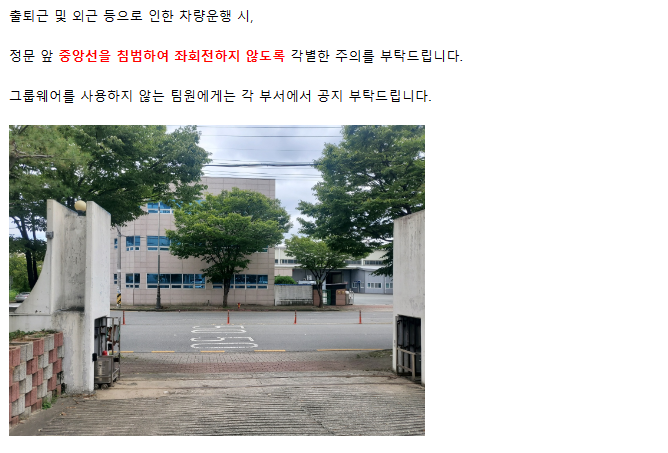 출퇴근 및 외근 등으로 인한 차량운행 시,
정문 앞 중앙선을 침범하여 좌회전하지 않도록 각별한 주의를 부탁드립니다.
그룹웨어를 사용하지 않는 팀원에게는 각 부서에서 공지 부탁드립니다.